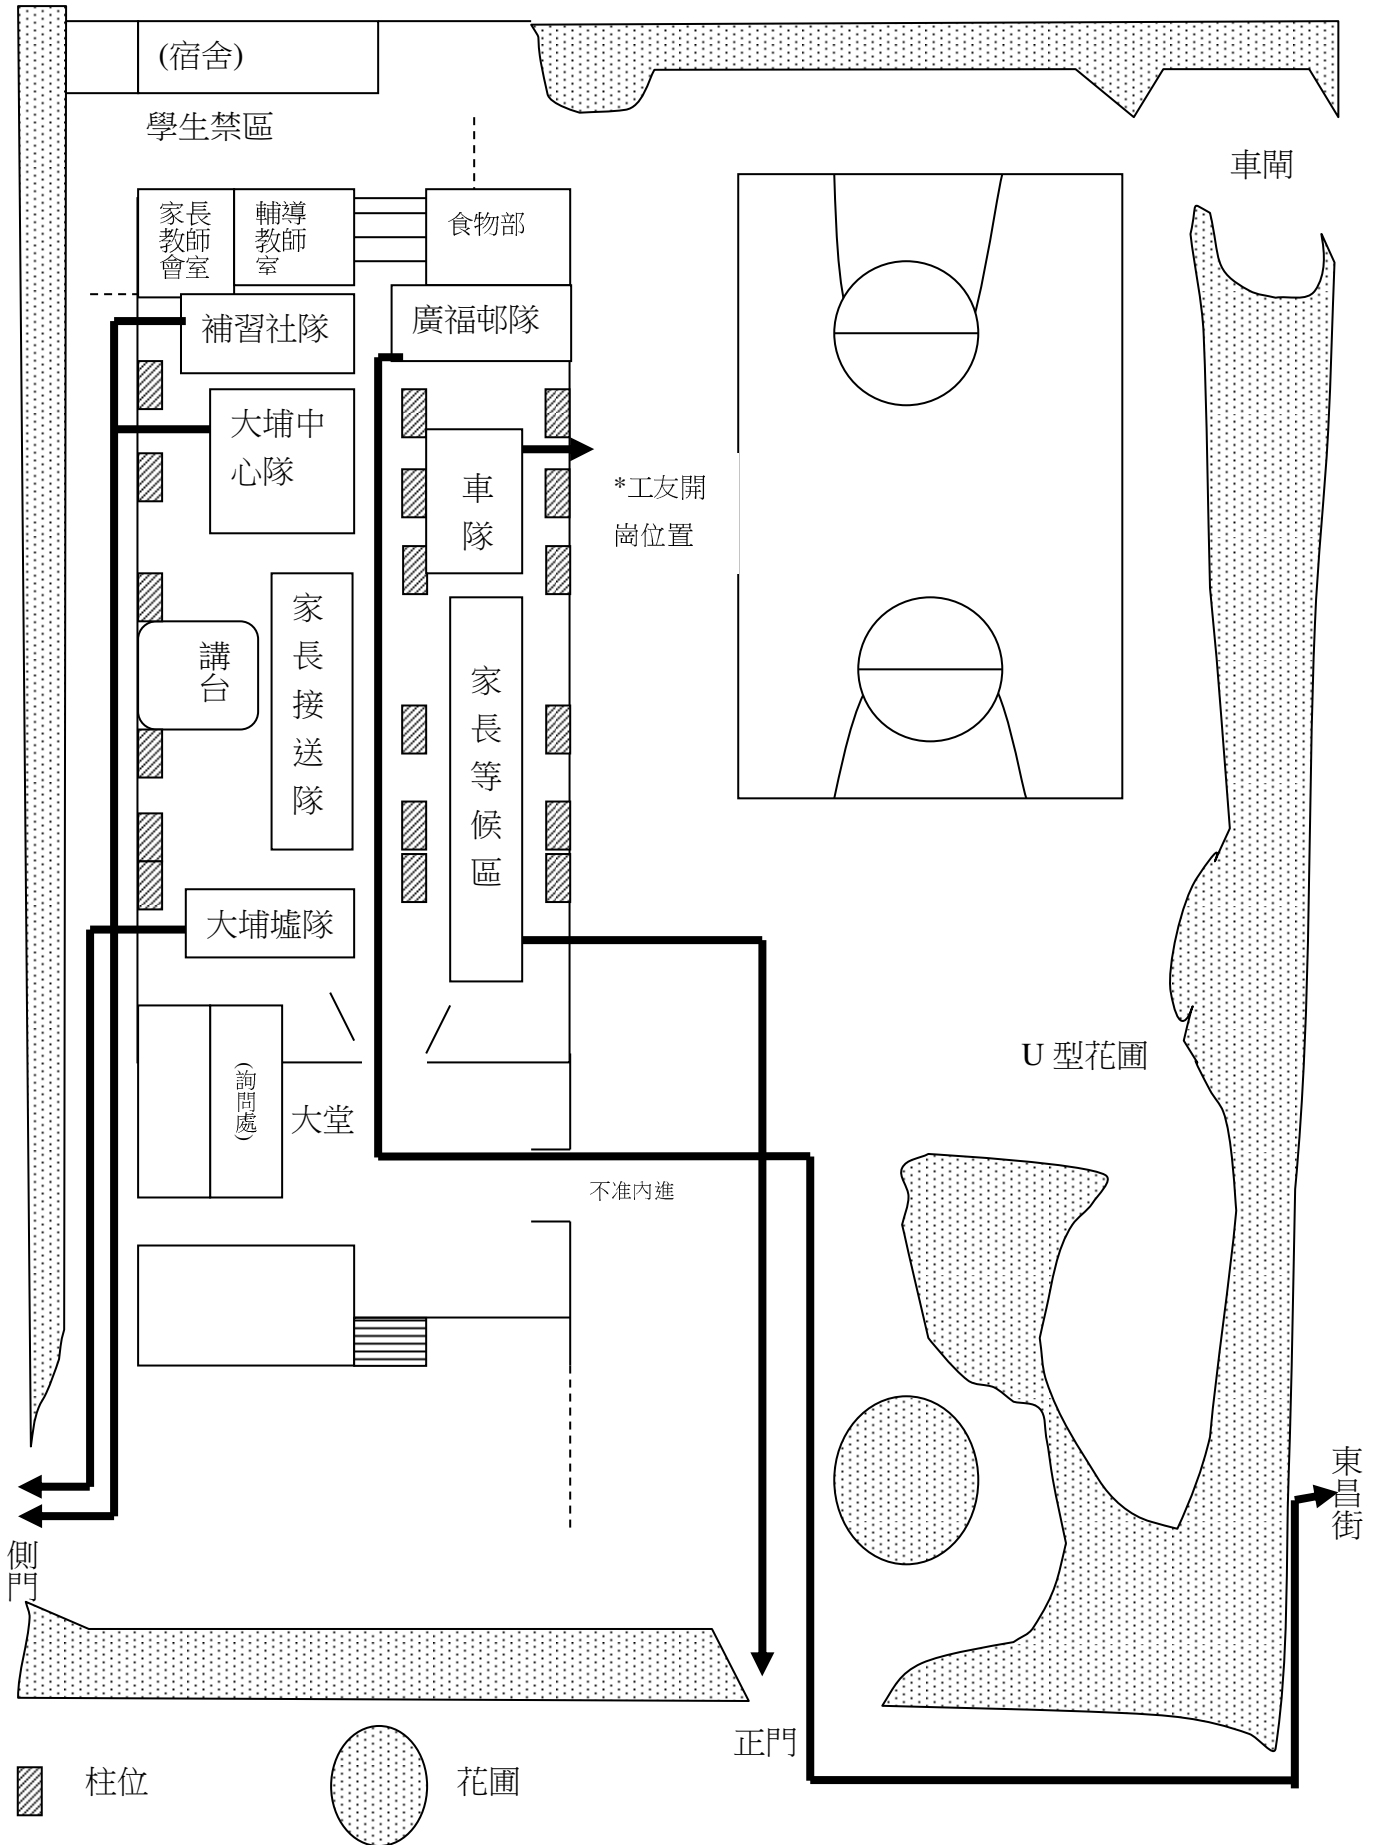 (宿舍)
學生禁區
車閘
家長
教師
會室
輔導
教師
室
食物部
補習社隊
廣福邨隊
大埔中
心隊
車
隊
*工友開
崗位置
家
長
接
送
隊
講
台
家
長
等
候
區
大埔墟隊
U 型花圃
(詢問處)
大堂
不准內進
東
昌
街
側
門
正門
柱位
花圃